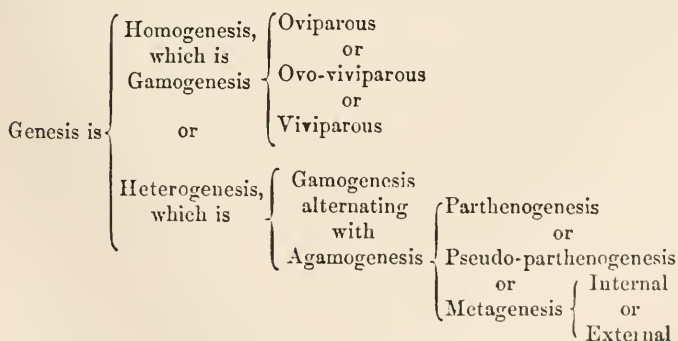 Genesis is
Homogenesis,
which is
Gamogenesis
Oviparous
or
Ovo-viviparous
or
Viviparous
or
Heterogenesis,
which is
Gamogenesis
alternating
with
Agamogenesis
Parthenogenesis
or
Pseudo-parthenogenesis
or
Metagenesis
Internal
or
External